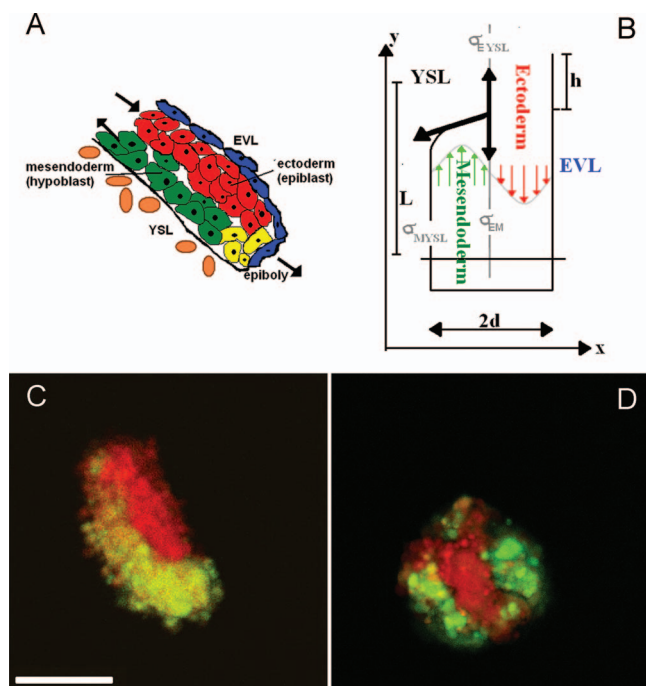 A
EVL
mesendoderm
(hypoblast)
ectoderm
(epiblast)
YSL
epiboly
B
y
σEYSL
YSL
Ectoderm
h
Mesendoderm
EVL
L
σMYSL
σEM
2d
x
C
D